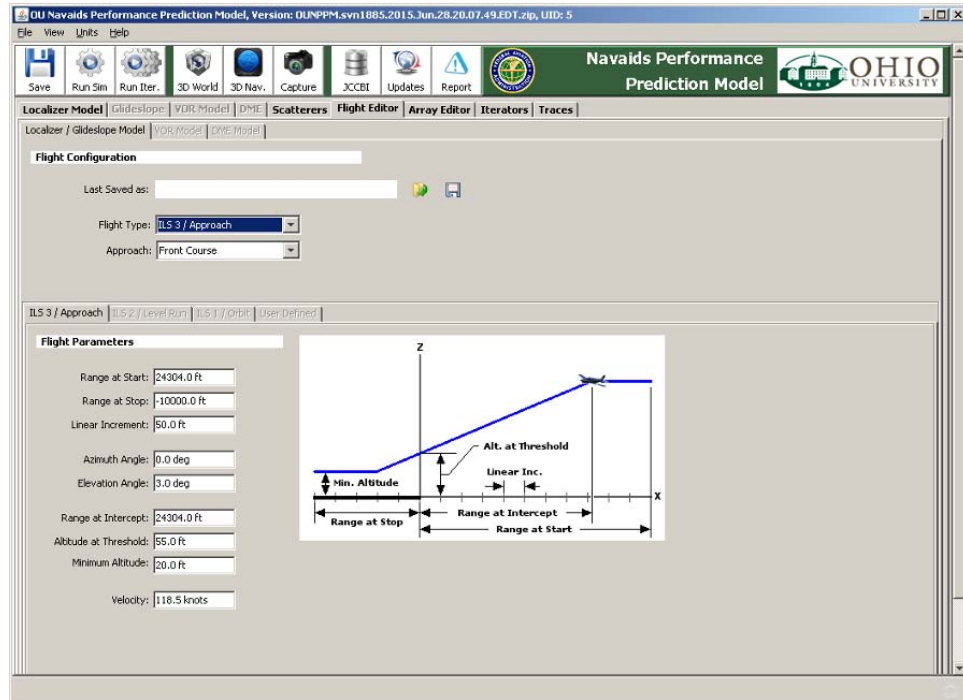 OU Navaids Performance Prediction Model, Version: OUNPPM.svn1885.2015.Jun.28.20.07.49.EDT.zip, UID: 5
File View Units Help
Save Run Sim Run Iter. 3D World 3D Nav. Capture JCCBI Updates Report
Navaids Performance
Prediction Model
OHIO
UNIVERSITY
Localizer Model Glideslope VOR Model DME Scatterers Flight Editor Array Editor Iterators Traces
Localizer / Glideslope Model VOR Model DME Model
Flight Configuration
Last Saved as:
Flight Type: ILS 3 / Approach
Approach: Front Course
ILS 3 / Approach ILS 2 / Level Run ILS 1 / Orbit User Defined
Flight Parameters
Range at Start: 24304.0 ft
Range at Stop: -10000.0 ft
Linear Increment: 50.0 ft
Azimuth Angle: 0.0 deg
Elevation Angle: 3.0 deg
Range at Intercept: 24304.0 ft
Altitude at Threshold: 55.0 ft
Minimum Altitude: 20.0 ft
Velocity: 118.5 knots
Z
Alt. at Threshold
Linear Inc.
Min. Altitude
X
Range at Stop
Range at Intercept
Range at Start